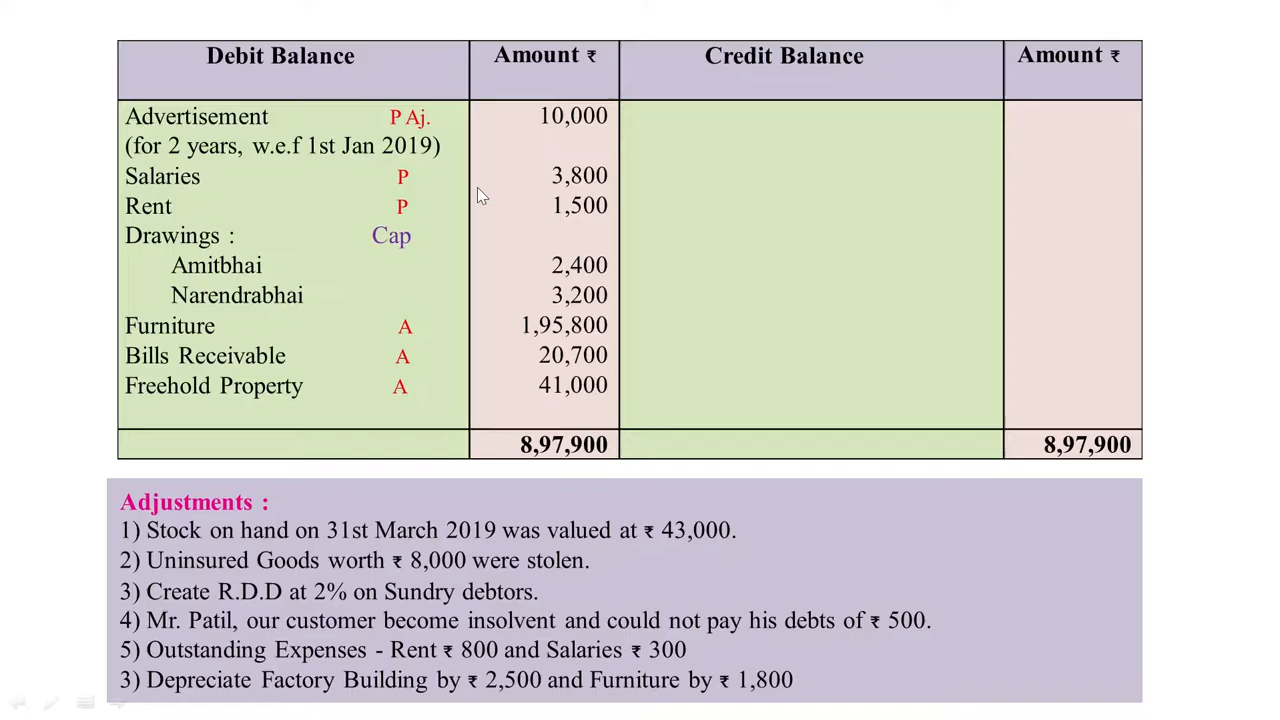 Debit Balance Amount ₹ Credit Balance Amount ₹
Advertisement P Aj. 10,000
(for 2 years, w.e.f 1st Jan 2019)
Salaries P 3,800
Rent P 1,500
Drawings : Cap
Amitbhai 2,400
Narendrabhai 3,200
Furniture A 1,95,800
Bills Receivable A 20,700
Freehold Property A 41,000
8,97,900 8,97,900
Adjustments :
1) Stock on hand on 31st March 2019 was valued at ₹ 43,000.
2) Uninsured Goods worth ₹ 8,000 were stolen.
3) Create R.D.D at 2% on Sundry debtors.
4) Mr. Patil, our customer become insolvent and could not pay his debts of ₹ 500.
5) Outstanding Expenses - Rent ₹ 800 and Salaries ₹ 300
3) Depreciate Factory Building by ₹ 2,500 and Furniture by ₹ 1,800